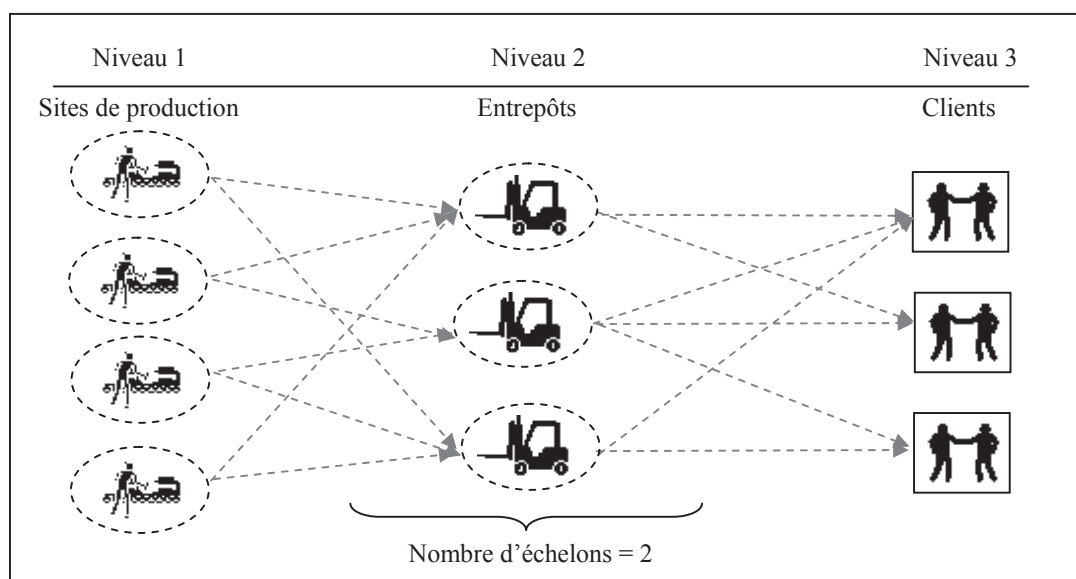 Niveau 1 Niveau 2 Niveau 3
Sites de production Entrepôts Clients
Nombre d’échelons = 2